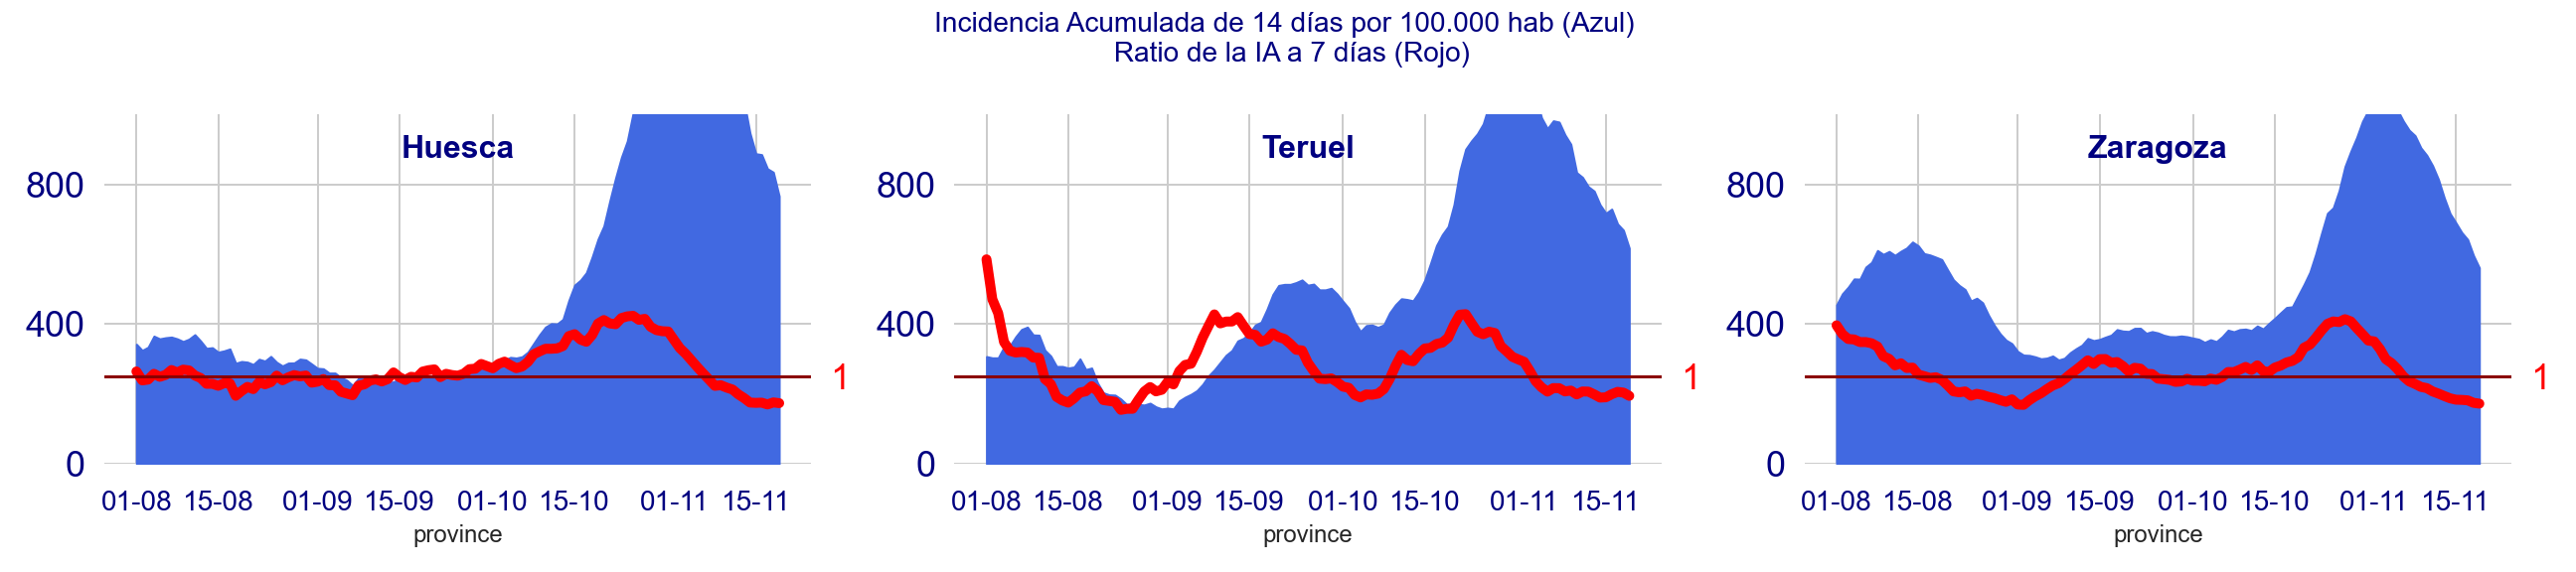 Incidencia Acumulada de 14 días por 100.000 hab (Azul)
Ratio de la IA a 7 días (Rojo)
Huesca
800
400
0
1
01-08 15-08 01-09 15-09 01-10 15-10 01-11 15-11
province
Teruel
800
400
0
1
01-08 15-08 01-09 15-09 01-10 15-10 01-11 15-11
province
Zaragoza
800
400
0
1
01-08 15-08 01-09 15-09 01-10 15-10 01-11 15-11
province